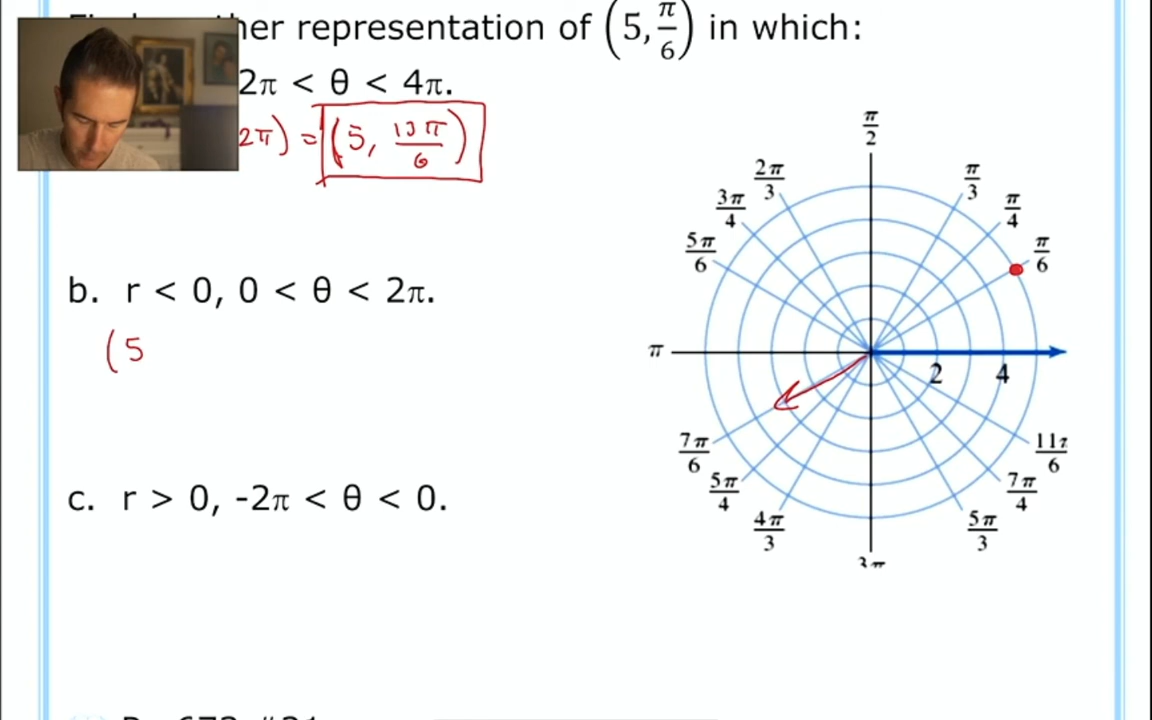 her representation of (5, π/6) in which:
2π < θ < 4π.
2π) = (5, 13π/6)
π/2
2π/3 π/3
3π/4 π/4
5π/6 π/6
b. r < 0, 0 < θ < 2π.
(5
π
2 4
7π/6 11π/6
5π/4 7π/4
c. r > 0, -2π < θ < 0.
4π/3 5π/3
3π